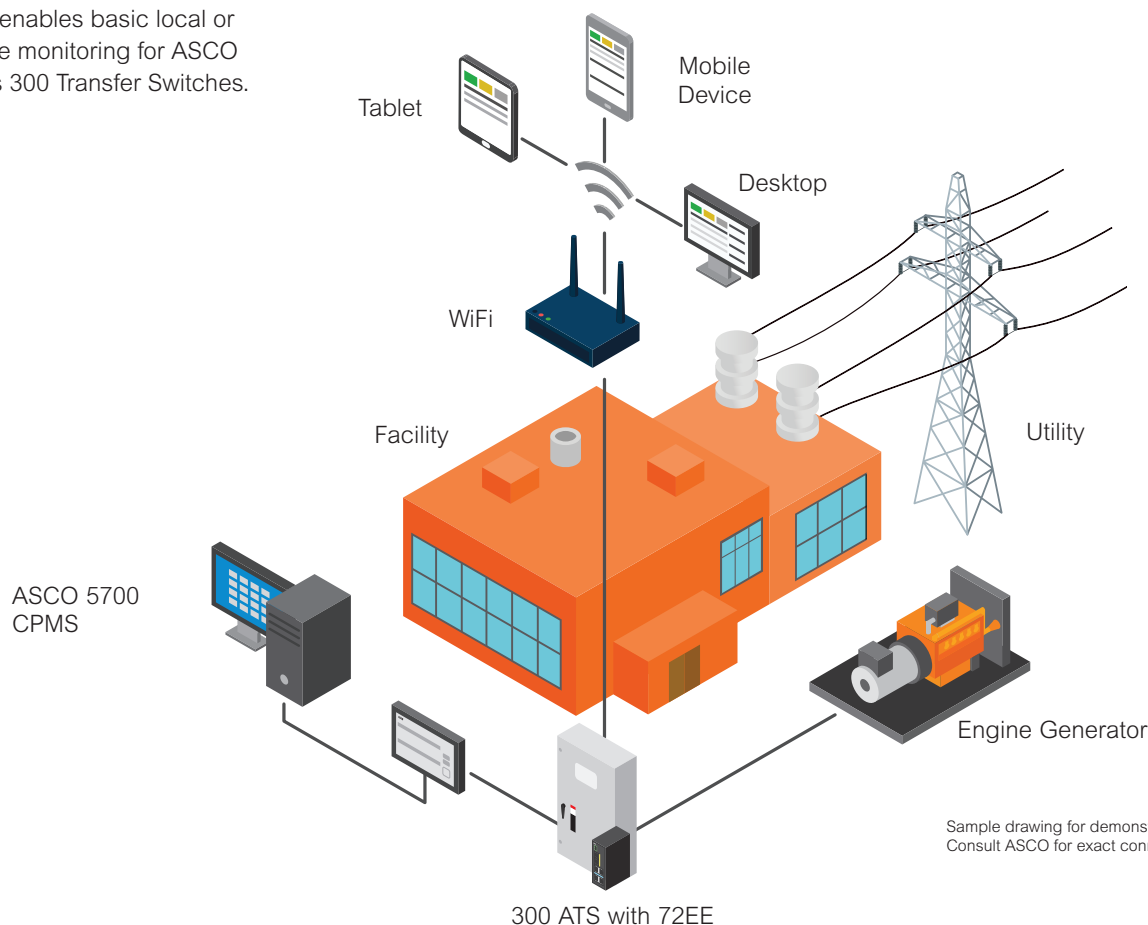 enables basic local or
e monitoring for ASCO
s 300 Transfer Switches.
Mobile
Device
Tablet
Desktop
WiFi
Facility
Utility
ASCO 5700
CPMS
Engine Generator
Sample drawing for demons
Consult ASCO for exact con
300 ATS with 72EE